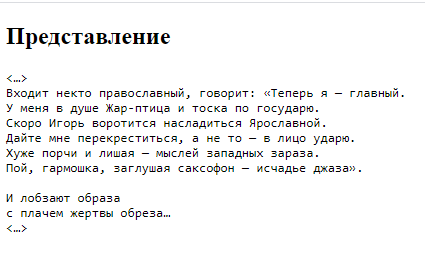 Представление
<…>
Входит некто православный, говорит: «Теперь я — главный.
У меня в душе Жар-птица и тоска по государю.
Скоро Игорь воротится насладиться Ярославной.
Дайте мне перекреститься, а не то — в лицо ударю.
Хуже порчи и лишая — мыслей западных зараза.
Пой, гармошка, заглушая саксофон — исчадье джаза».
И лобзают образа
с плачем жертвы обреза…
<…>